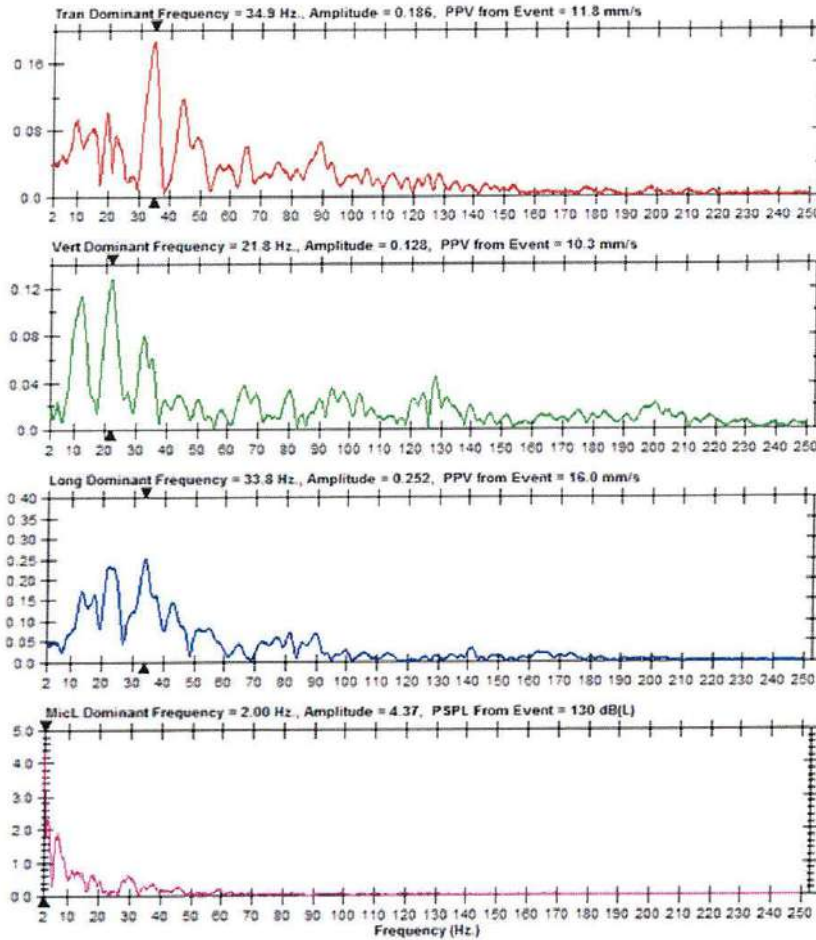 Tran Dominant Frequency = 34.9 Hz., Amplitude = 0.186, PPV from Event = 11.8 mm/s
0.16
0.08
0.0
2 10 20 30 40 50 60 70 80 90 100 110 120 130 140 150 160 170 180 190 200 210 220 230 240 250
Vert Dominant Frequency = 21.8 Hz., Amplitude = 0.128, PPV from Event = 10.3 mm/s
0.12
0.08
0.04
0.0
2 10 20 30 40 50 60 70 80 90 100 110 120 130 140 150 160 170 180 190 200 210 220 230 240 250
Long Dominant Frequency = 33.8 Hz., Amplitude = 0.252, PPV from Event = 16.0 mm/s
0.40
0.35
0.30
0.25
0.20
0.15
0.10
0.05
0.0
2 10 20 30 40 50 60 70 80 90 100 110 120 130 140 150 160 170 180 190 200 210 220 230 240 250
MicL Dominant Frequency = 2.00 Hz., Amplitude = 4.37, PSPL From Event = 130 dB(L)
5.0
4.0
3.0
2.0
1.0
0.0
2 10 20 30 40 50 60 70 80 90 100 110 120 130 140 150 160 170 180 190 200 210 220 230 240 250
Frequency (Hz.)